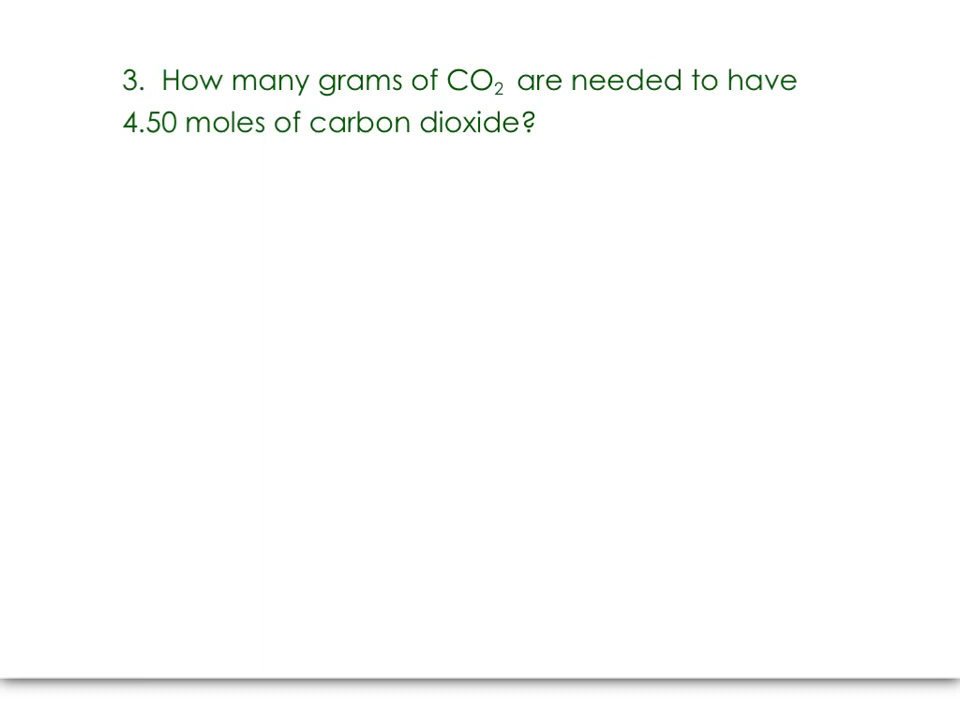 3. How many grams of CO₂ are needed to have
4.50 moles of carbon dioxide?